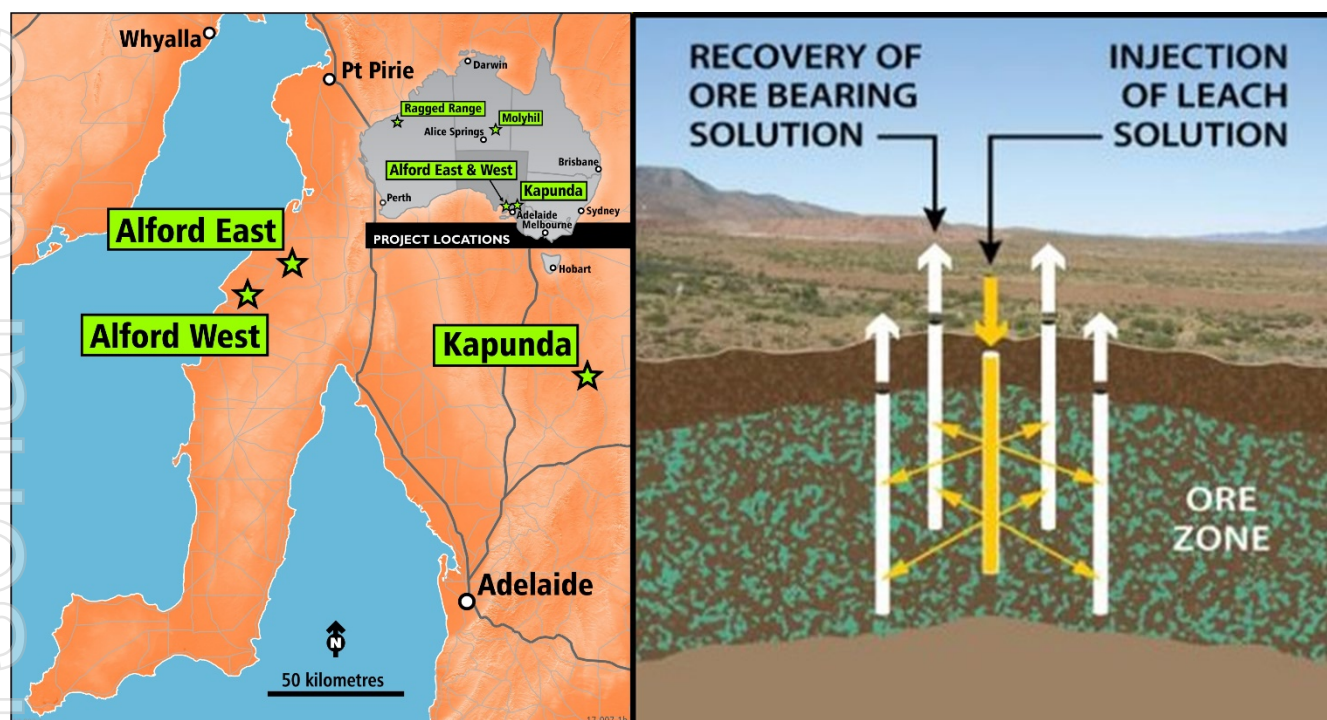 Whyalla
Pt Pirie
Darwin
Ragged Range
Molyhil
Alice Springs
Brisbane
Alford East & West
Kapunda
Perth
Adelaide
Sydney
Melbourne
PROJECT LOCATIONS
Hobart
Alford East
Alford West
Kapunda
Adelaide
N
50 kilometres
RECOVERY OF
ORE BEARING
SOLUTION
INJECTION
OF LEACH
SOLUTION
ORE
ZONE